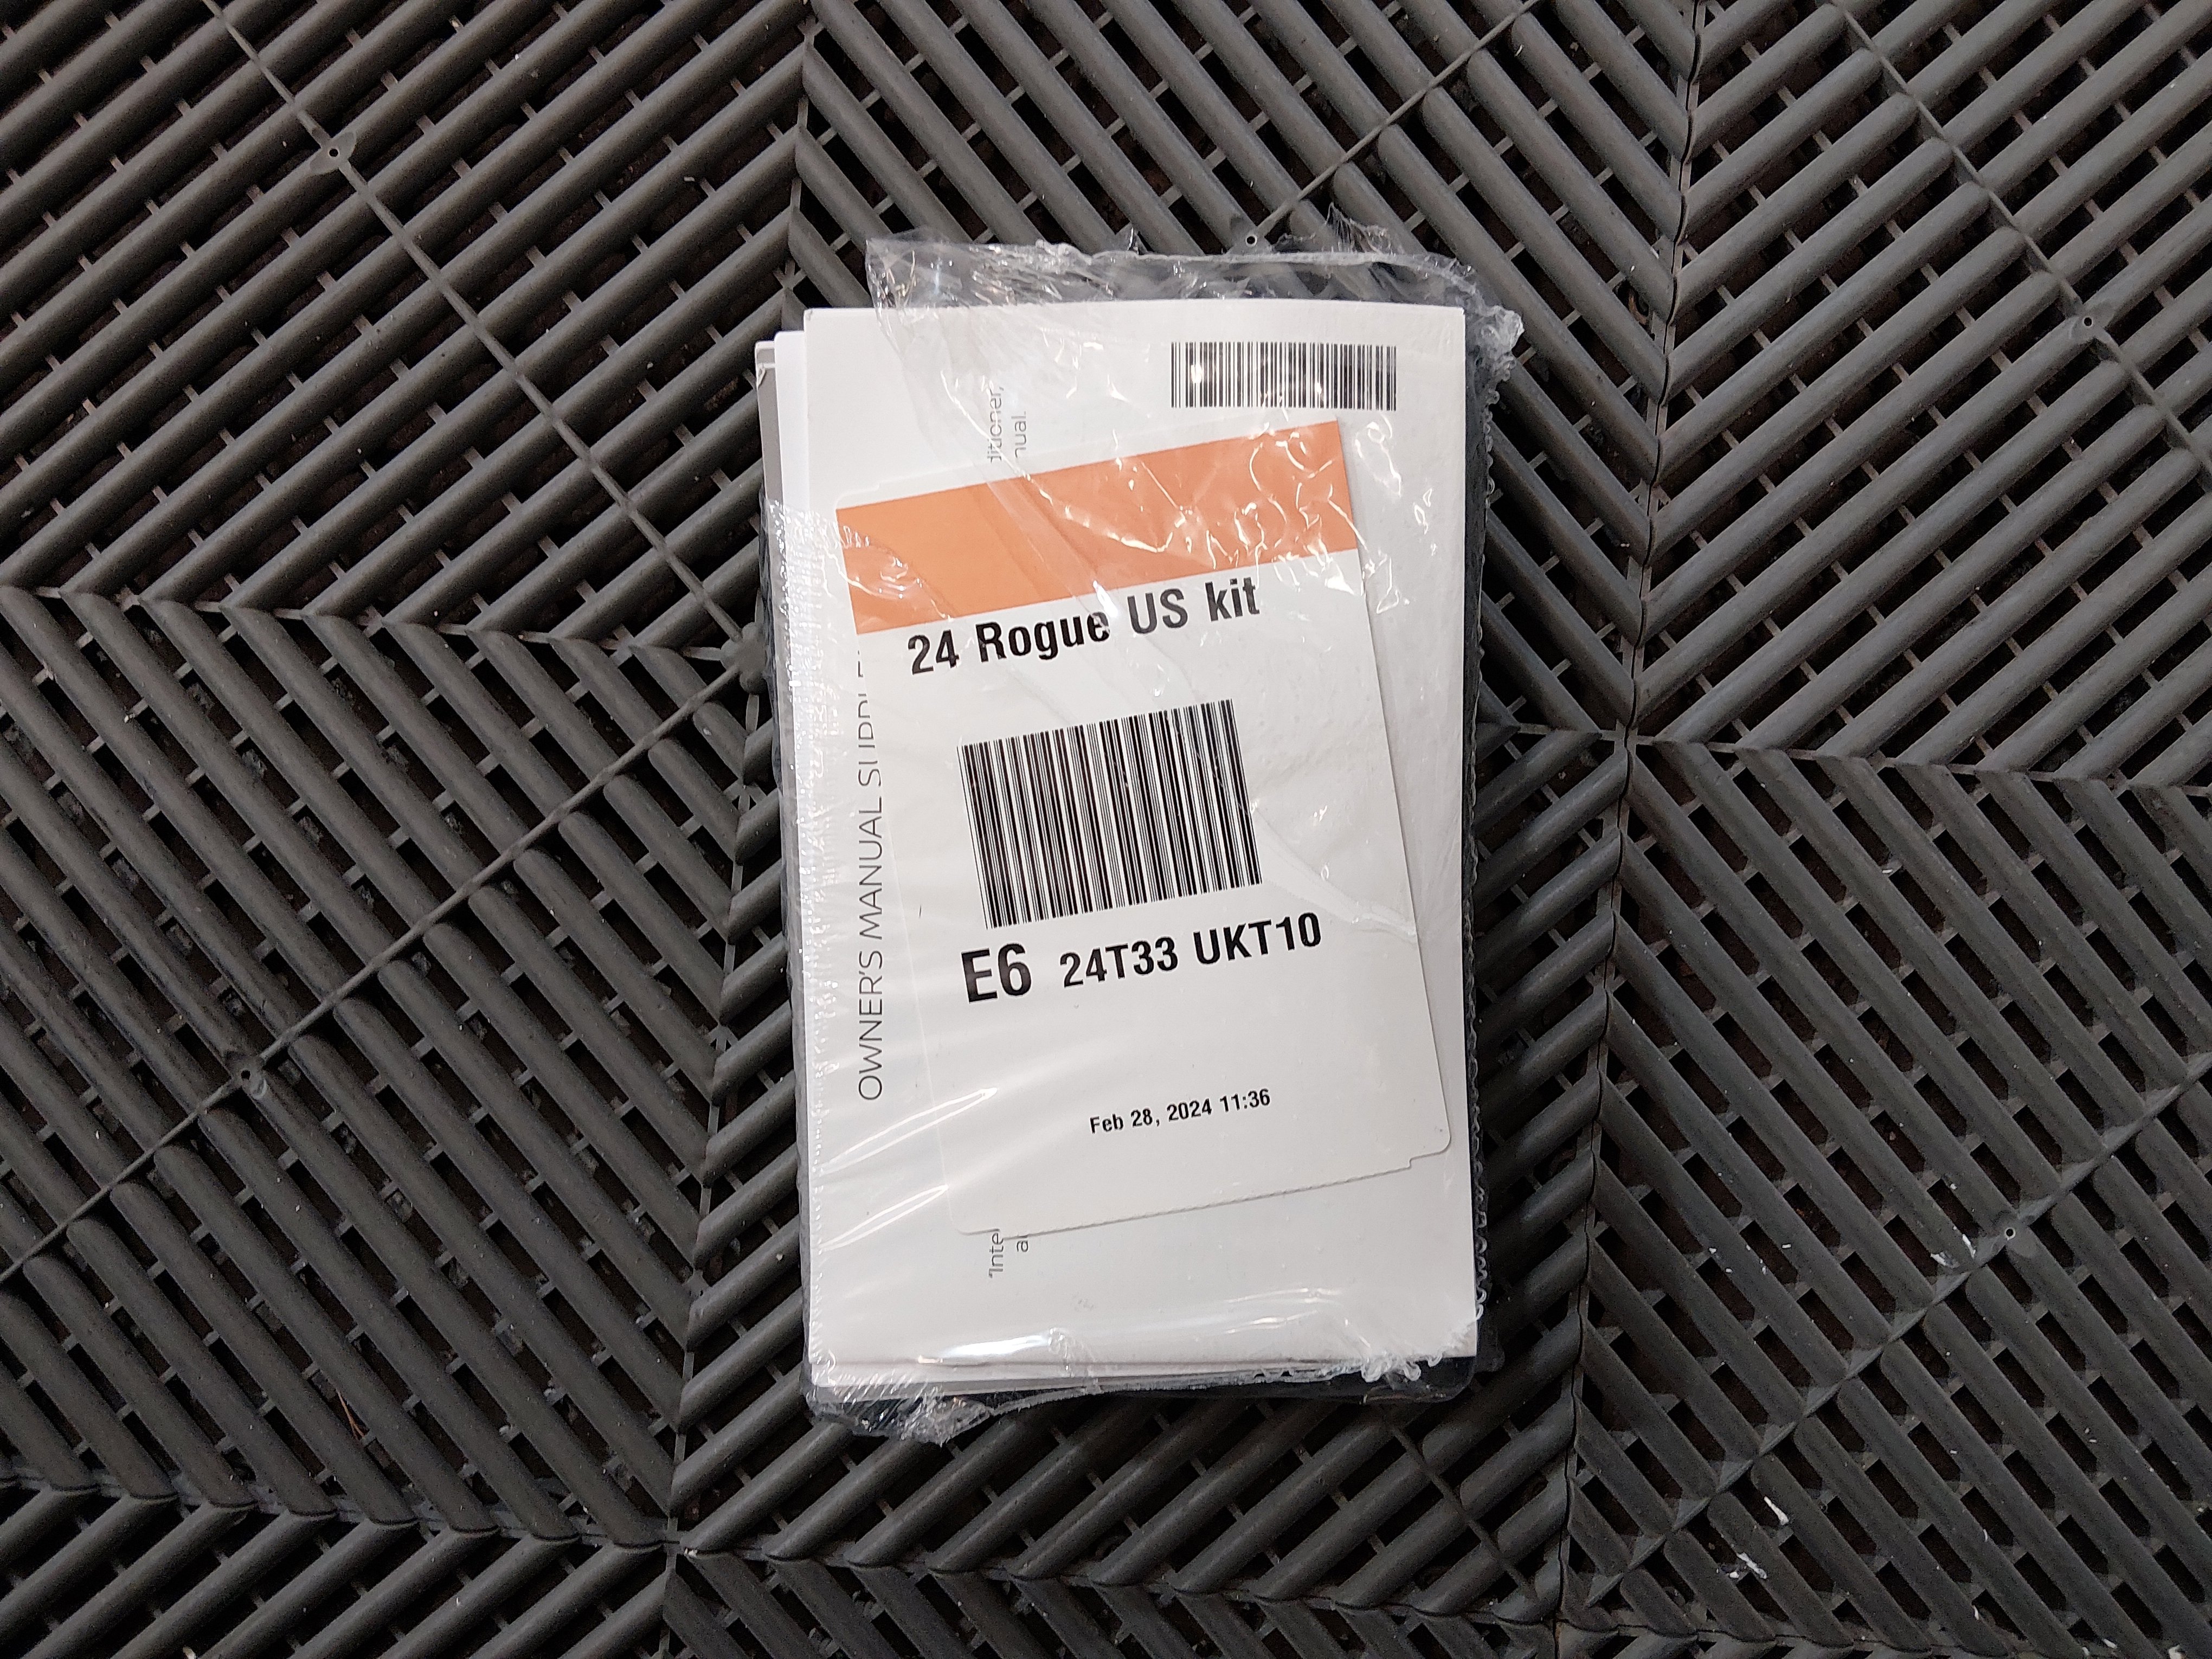 24 Rogue US kit
E6 24T33 UKT10
Feb 28, 2024 11:36
OWNER'S MANUAL